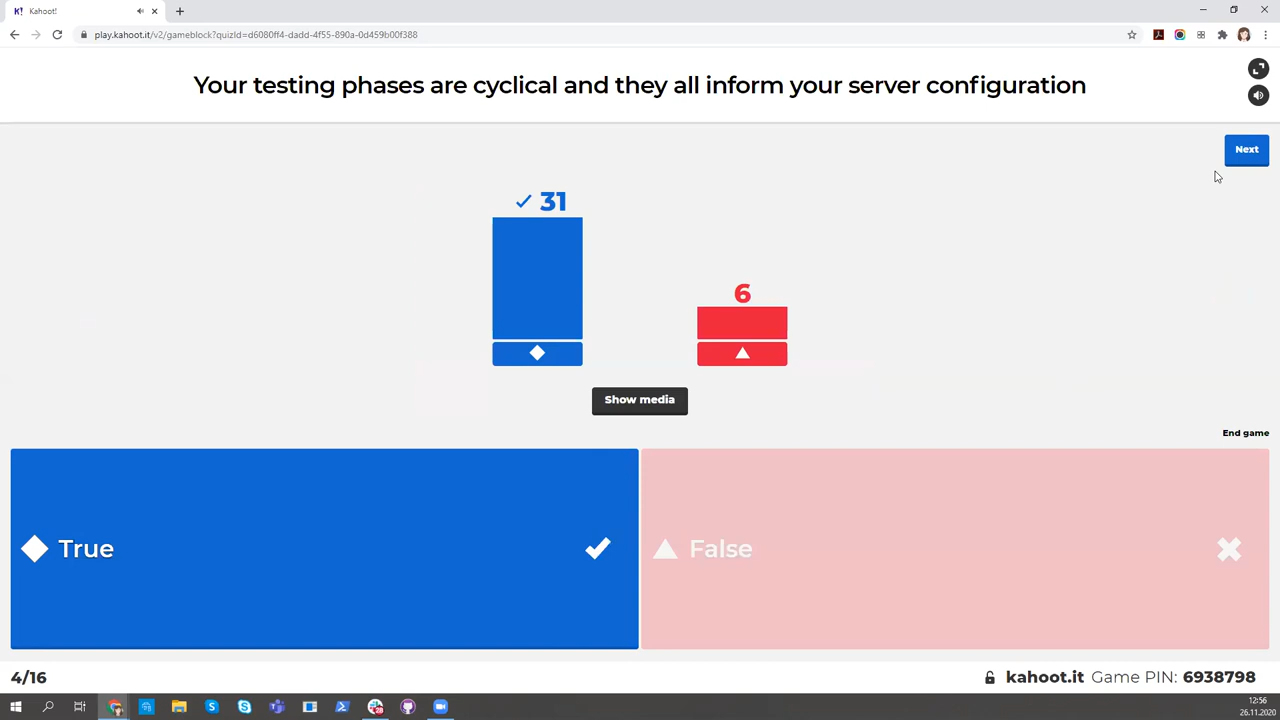 K! Kahoot!
play.kahoot.it/v2/gameblock?quizId=d6080ff4-dadd-4f55-890a-0d459b00f388
Your testing phases are cyclical and they all inform your server configuration
Next
31
6
Show media
End game
True
False
4/16
kahoot.it Game PIN: 6938798
12:56
26.11.2020